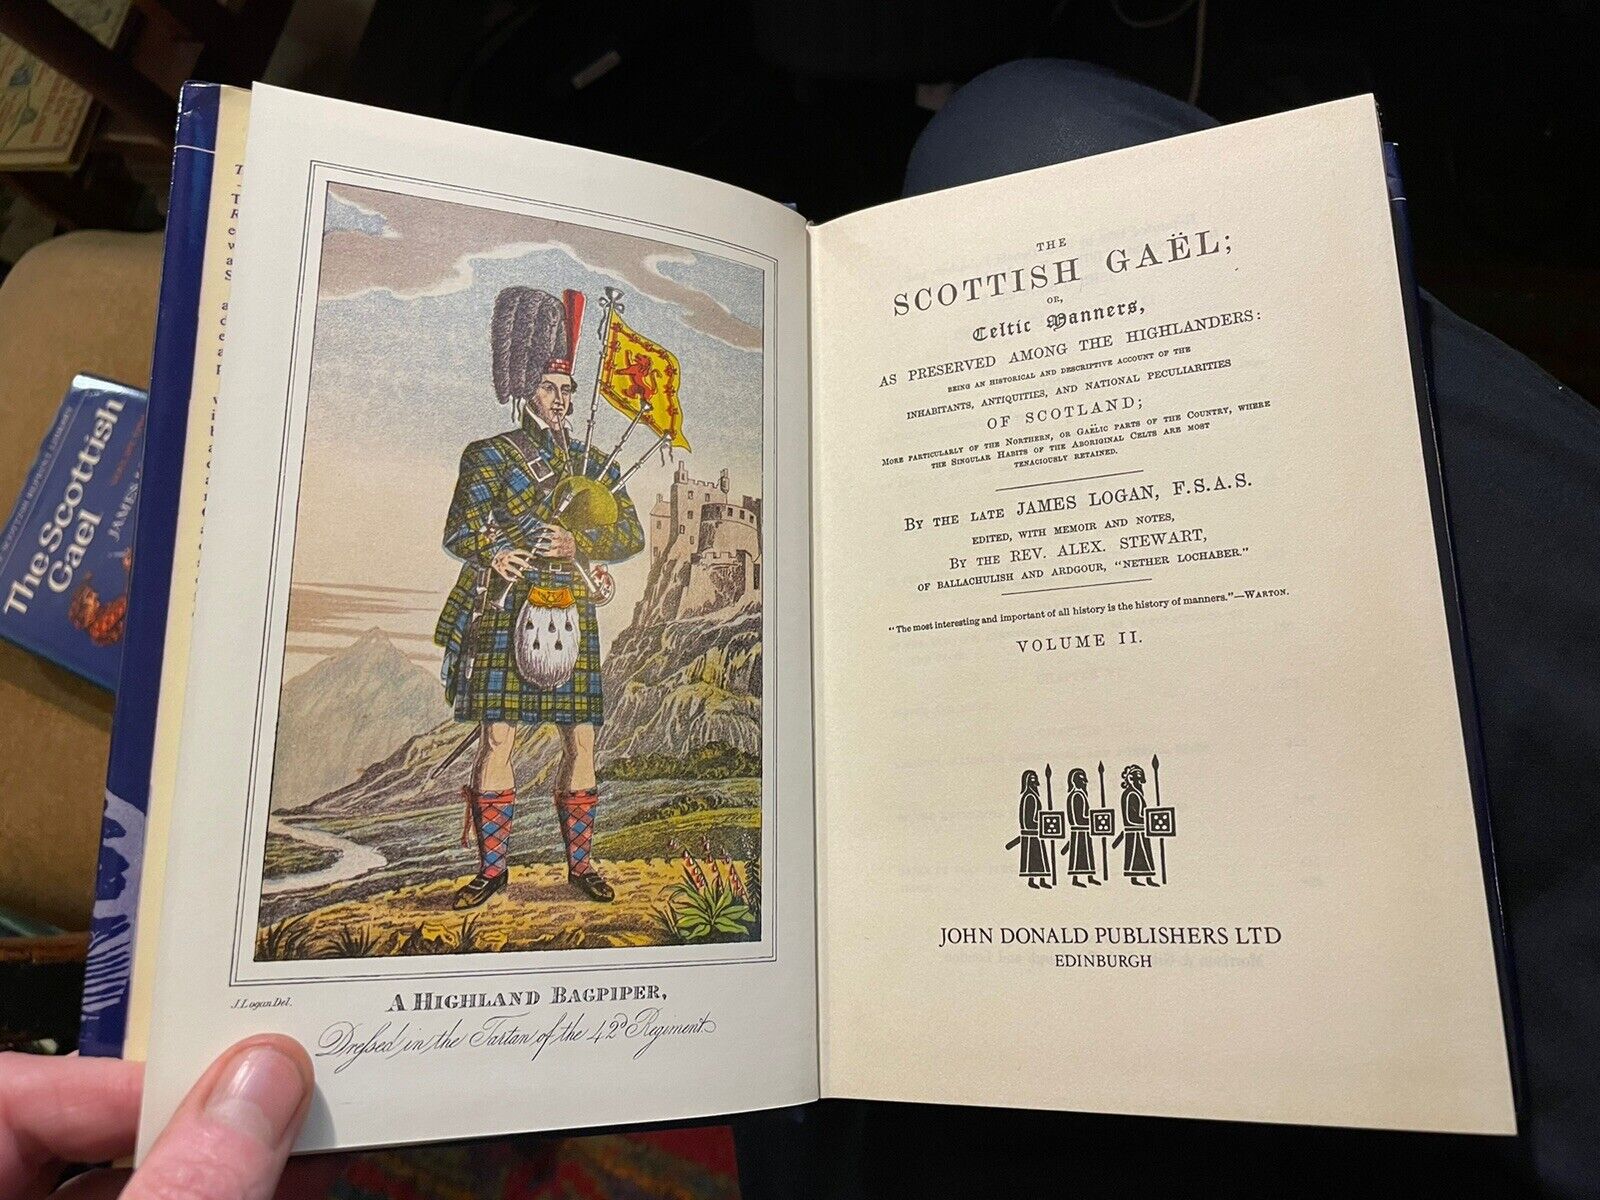 The Scottish
Gael
JAMES
J. Logan Del.
A HIGHLAND BAGPIPER,
Dressed in the Tartan of the 42d Regiment.
THE
SCOTTISH GAËL;
OR,
Celtic Manners,
AS PRESERVED AMONG THE HIGHLANDERS:
BEING AN HISTORICAL AND DESCRIPTIVE ACCOUNT OF THE
INHABITANTS, ANTIQUITIES, AND NATIONAL PECULIARITIES
OF SCOTLAND;
MORE PARTICULARLY OF THE NORTHERN, OR GAËLIC PARTS OF THE COUNTRY, WHERE
THE SINGULAR HABITS OF THE ABORIGINAL CELTS ARE MOST
TENACIOUSLY RETAINED.
BY THE LATE JAMES LOGAN, F.S.A.S.
EDITED, WITH MEMOIR AND NOTES,
BY THE REV. ALEX. STEWART,
OF BALLACHULISH AND ARDGOUR, "NETHER LOCHABER."
"The most interesting and important of all history is the history of manners."—WARTON.
VOLUME II.
JOHN DONALD PUBLISHERS LTD
EDINBURGH